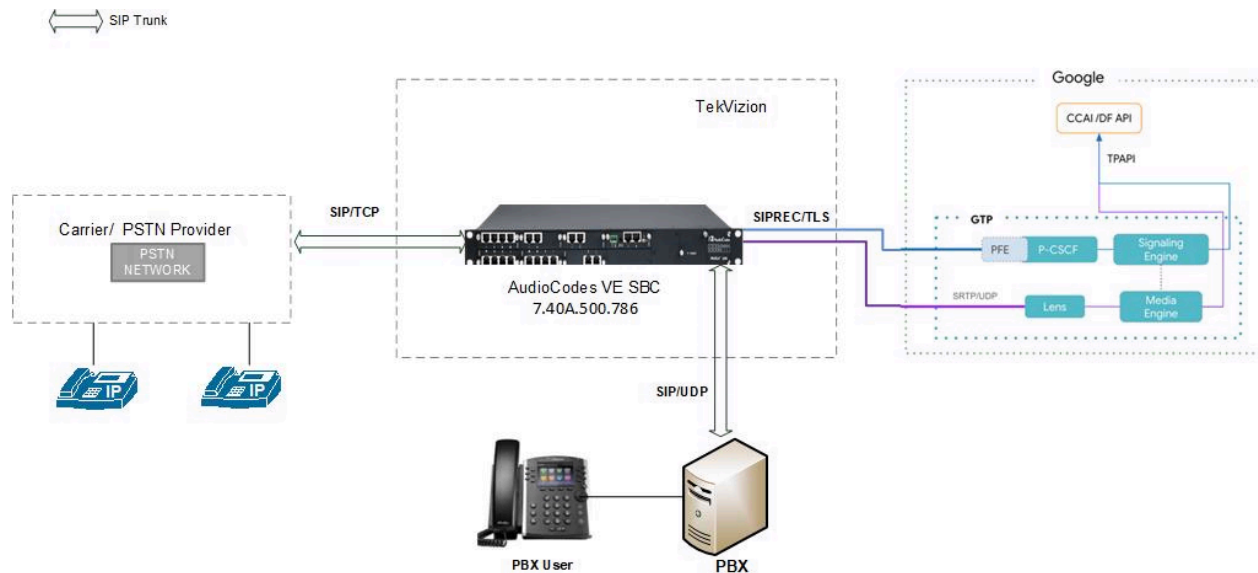 SIP Trunk
Google
TekVizion
CCAI /DF API
TPAPI
SIP/TCP
SIPREC/TLS
GTP
Carrier/ PSTN Provider
PSTN
NETWORK
PFE
P-CSCF
Signaling
Engine
AudioCodes VE SBC
7.40A.500.786
SRTP/UDP
Lens
Media
Engine
IP
IP
SIP/UDP
PBX User
PBX